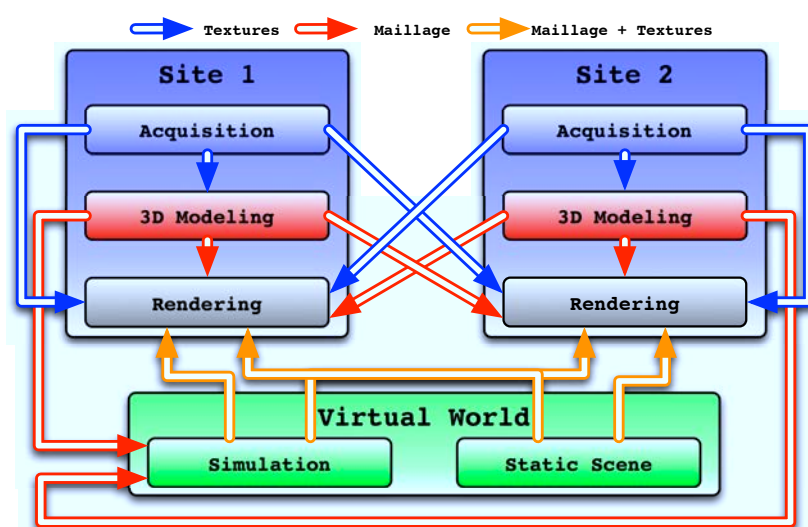 Textures Maillage Maillage + Textures
Site 1 Site 2
Acquisition Acquisition
3D Modeling 3D Modeling
Rendering Rendering
Virtual World
Simulation Static Scene